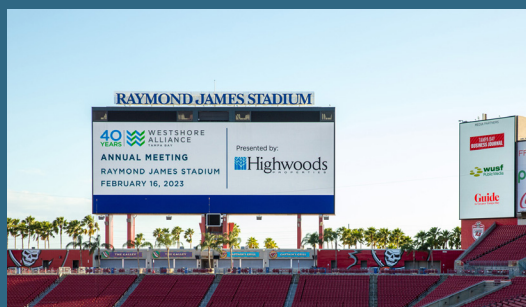 RAYMOND JAMES STADIUM
40
YEARS
WESTSHORE
ALLIANCE
TAMPA BAY
ANNUAL MEETING
RAYMOND JAMES STADIUM
FEBRUARY 16, 2023
Presented by:
Highwoods
PROPERTIES
TAMPA BAY
BUSINESS JOURNAL
wusf
Guide